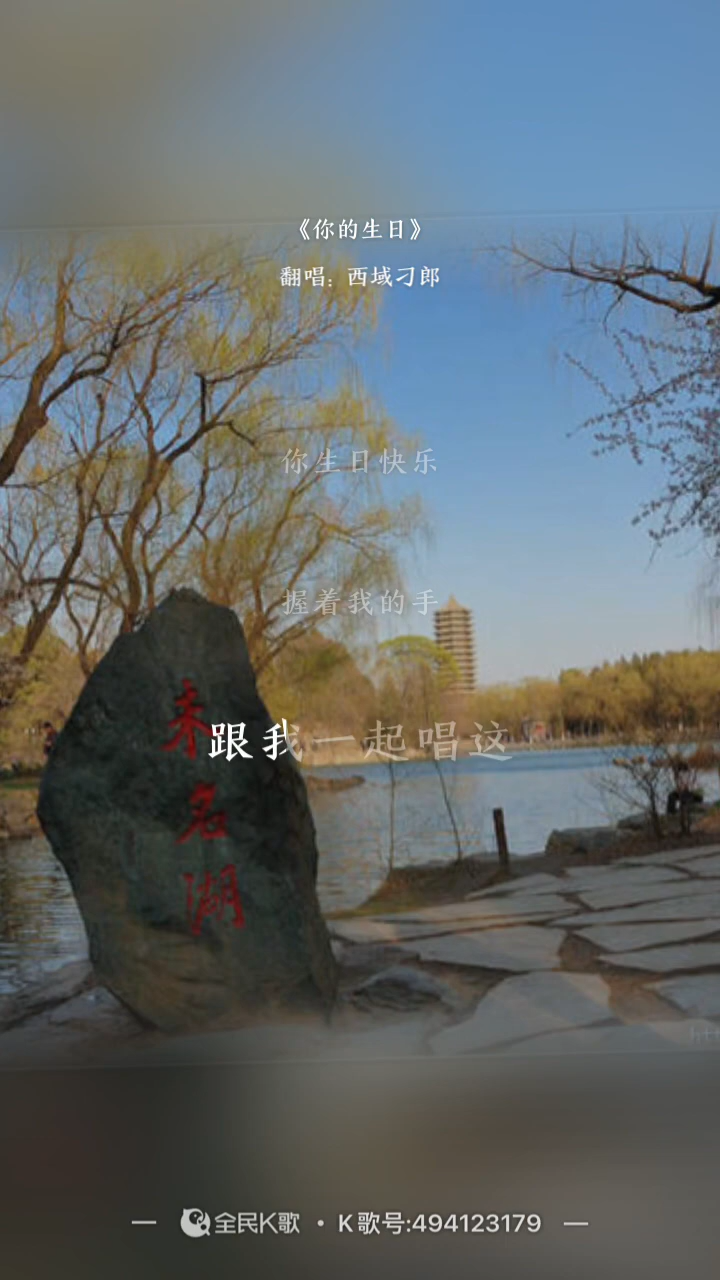 《你的生日》
翻唱：西域刁郎
你生日快乐
握着我的手
跟我一起唱这
未名湖
全民K歌 · K歌号:494123179